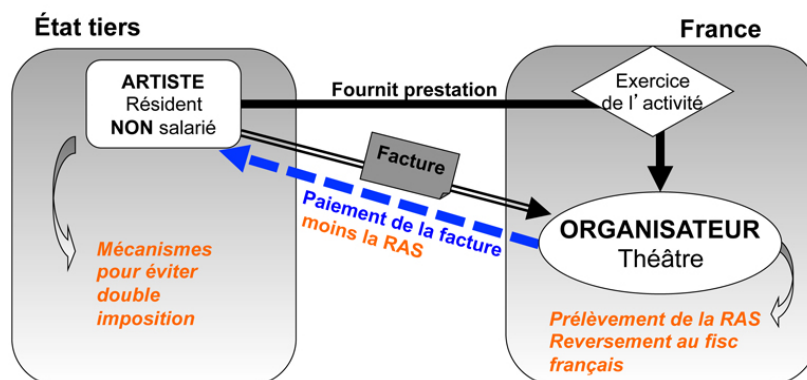 État tiers
France
ARTISTE
Résident
NON salarié
Fournit prestation
Exercice
de l'activité
Facture
Paiement de la facture
moins la RAS
ORGANISATEUR
Théâtre
Mécanismes
pour éviter
double
imposition
Prélèvement de la RAS
Reversement au fisc
français